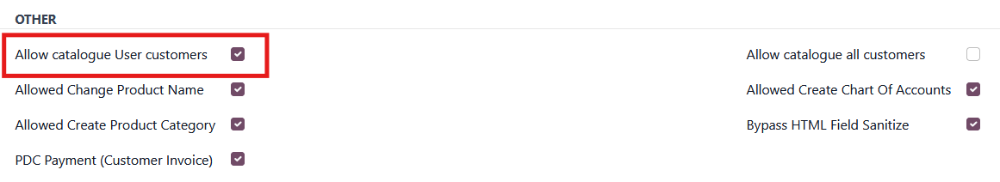 OTHER
Allow catalogue User customers
Allow catalogue all customers
Allowed Change Product Name
Allowed Create Chart Of Accounts
Allowed Create Product Category
Bypass HTML Field Sanitize
PDC Payment (Customer Invoice)